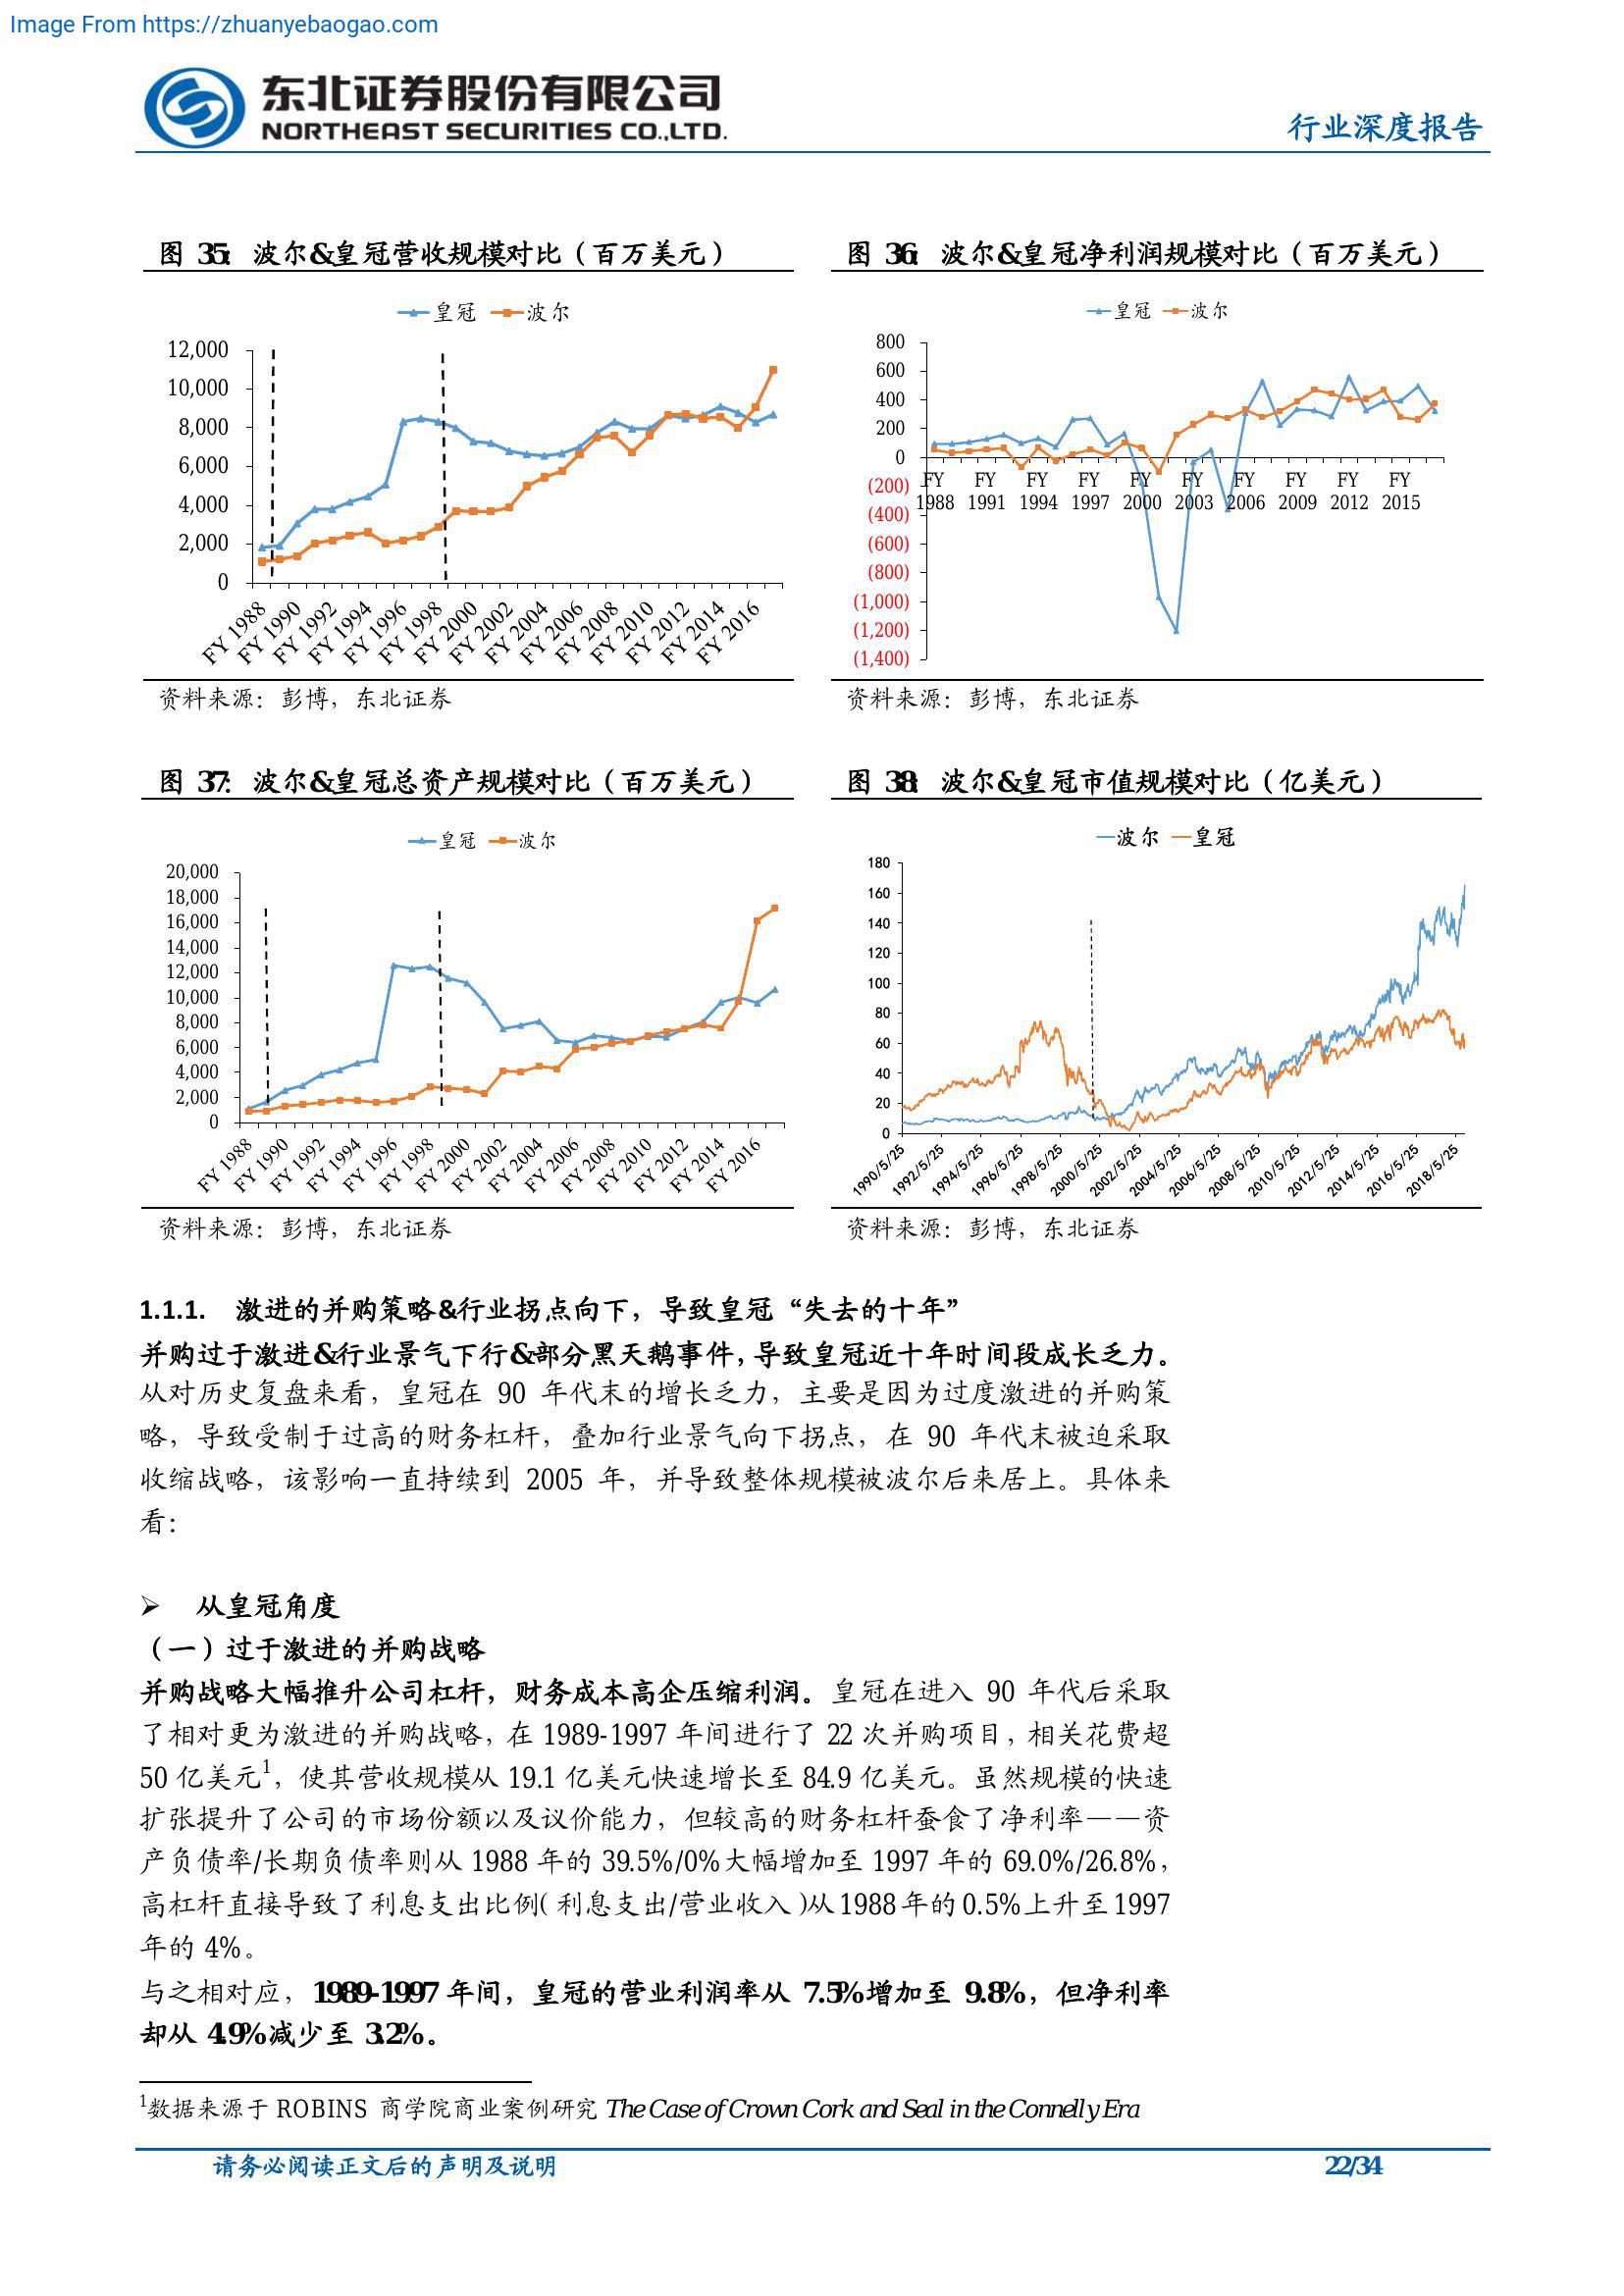 Image From https://zhuanyebaogao.com
东北证券股份有限公司
NORTHEAST SECURITIES CO.,LTD.
行业深度报告
图 35: 波尔&皇冠营收规模对比（百万美元）
皇冠 波尔
12,000
10,000
8,000
6,000
4,000
2,000
0
FY 1988 FY 1990 FY 1992 FY 1994 FY 1996 FY 1998 FY 2000 FY 2002 FY 2004 FY 2006 FY 2008 FY 2010 FY 2012 FY 2014 FY 2016
资料来源：彭博，东北证券
图 36: 波尔&皇冠净利润规模对比（百万美元）
皇冠 波尔
800
600
400
200
0
(200)
(400)
(600)
(800)
(1,000)
(1,200)
(1,400)
FY FY FY FY FY FY FY FY FY FY
1988 1991 1994 1997 2000 2003 2006 2009 2012 2015
资料来源：彭博，东北证券
图 37: 波尔&皇冠总资产规模对比（百万美元）
皇冠 波尔
20,000
18,000
16,000
14,000
12,000
10,000
8,000
6,000
4,000
2,000
0
FY 1988 FY 1990 FY 1992 FY 1994 FY 1996 FY 1998 FY 2000 FY 2002 FY 2004 FY 2006 FY 2008 FY 2010 FY 2012 FY 2014 FY 2016
资料来源：彭博，东北证券
图 38: 波尔&皇冠市值规模对比（亿美元）
波尔 皇冠
180
160
140
120
100
80
60
40
20
0
1990/5/25 1992/5/25 1994/5/25 1996/5/25 1998/5/25 2000/5/25 2002/5/25 2004/5/25 2006/5/25 2008/5/25 2010/5/25 2012/5/25 2014/5/25 2016/5/25 2018/5/25
资料来源：彭博，东北证券
1.1.1. 激进的并购策略&行业拐点向下，导致皇冠“失去的十年”
并购过于激进&行业景气下行&部分黑天鹅事件，导致皇冠近十年时间段成长乏力。
从对历史复盘来看，皇冠在 90 年代末的增长乏力，主要是因为过度激进的并购策
略，导致受制于过高的财务杠杆，叠加行业景气向下拐点，在 90 年代末被迫采取
收缩战略，该影响一直持续到 2005 年，并导致整体规模被波尔后来居上。具体来
看：
➢ 从皇冠角度
（一）过于激进的并购战略
并购战略大幅推升公司杠杆，财务成本高企压缩利润。皇冠在进入 90 年代后采取
了相对更为激进的并购战略，在 1989-1997 年间进行了 22 次并购项目，相关花费超
50 亿美元1，使其营收规模从 19.1 亿美元快速增长至 84.9 亿美元。虽然规模的快速
扩张提升了公司的市场份额以及议价能力，但较高的财务杠杆蚕食了净利率——资
产负债率/长期负债率则从 1988 年的 39.5%/0%大幅增加至 1997 年的 69.0%/26.8%，
高杠杆直接导致了利息支出比例（利息支出/营业收入）从 1988 年的 0.5%上升至 1997
年的 4%。
与之相对应，1989-1997 年间，皇冠的营业利润率从 7.5%增加至 9.8%，但净利率
却从 4.9%减少至 3.2%。
1数据来源于 ROBINS 商学院商业案例研究 The Case of Crown Cork and Seal in the Connelly Era
请务必阅读正文后的声明及说明
22/34